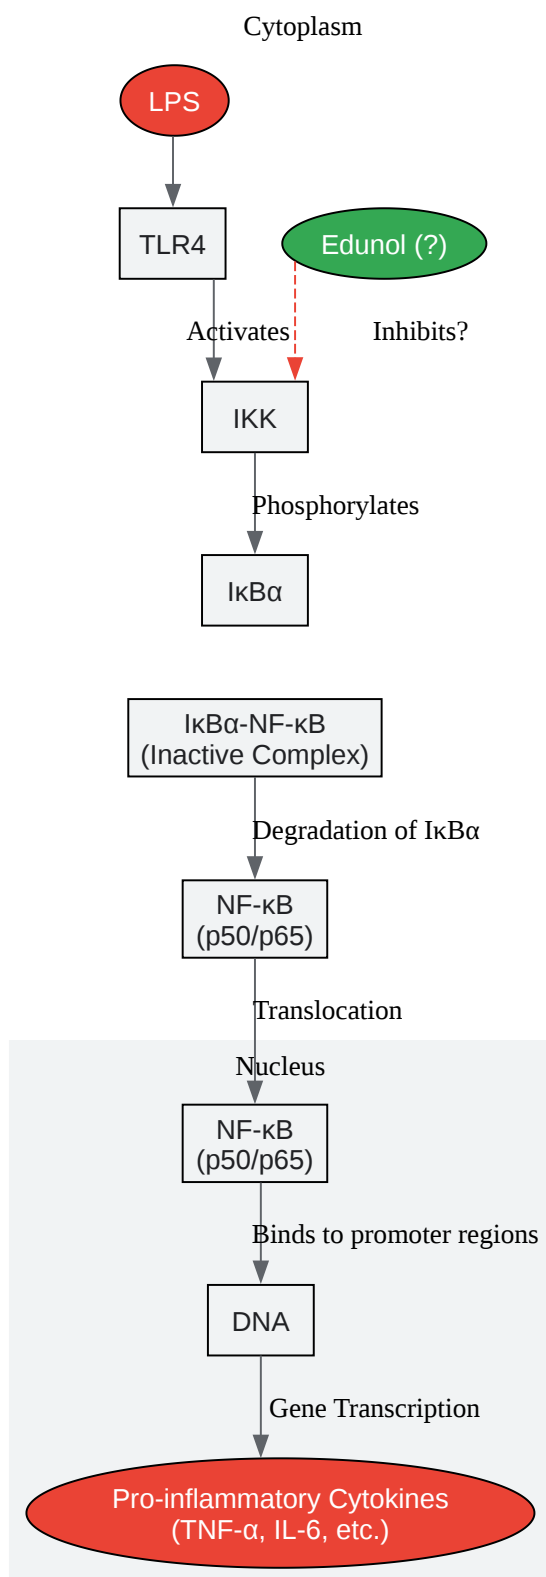 Cytoplasm
LPS
TLR4
Edunol (?)
Activates
Inhibits?
IKK
Phosphorylates
IκBα
IκBα-NF-κB
(Inactive Complex)
Degradation of IκBα
NF-κB
(p50/p65)
Translocation
Nucleus
NF-κB
(p50/p65)
Binds to promoter regions
DNA
Gene Transcription
Pro-inflammatory Cytokines
(TNF-α, IL-6, etc.)